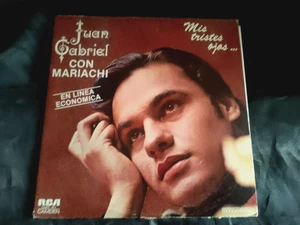 Juan
Gabriel
CON
MARIACHI
EN LINEA
ECONOMICA
Mis
tristes
ojos...
RCA
CAMDEN